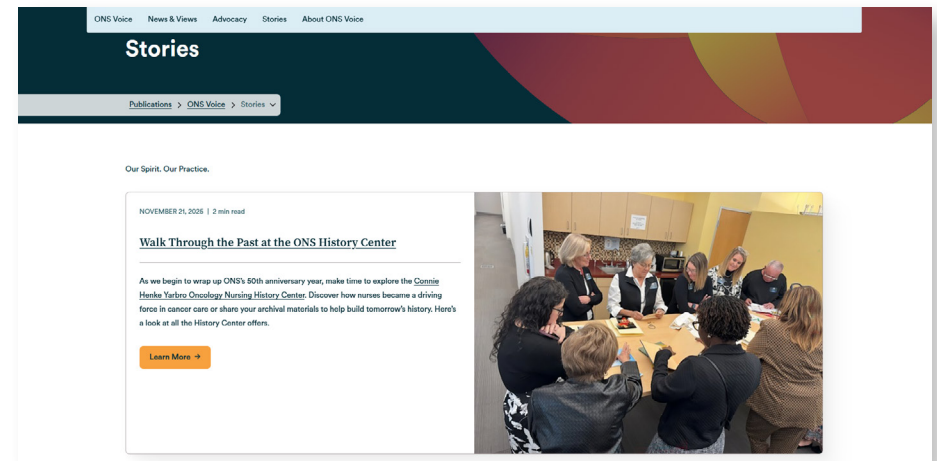 ONS Voice News & Views Advocacy Stories About ONS Voice
Stories
Publications > ONS Voice > Stories
Our Spirit. Our Practice.
NOVEMBER 21, 2025 | 2 min read
Walk Through the Past at the ONS History Center
As we begin to wrap up ONS's 50th anniversary year, make time to explore the Connie
Henke Yarbro Oncology Nursing History Center. Discover how nurses became a driving
force in cancer care or share your archival materials to help build tomorrow's history. Here's
a look at all the History Center offers.
Learn More →